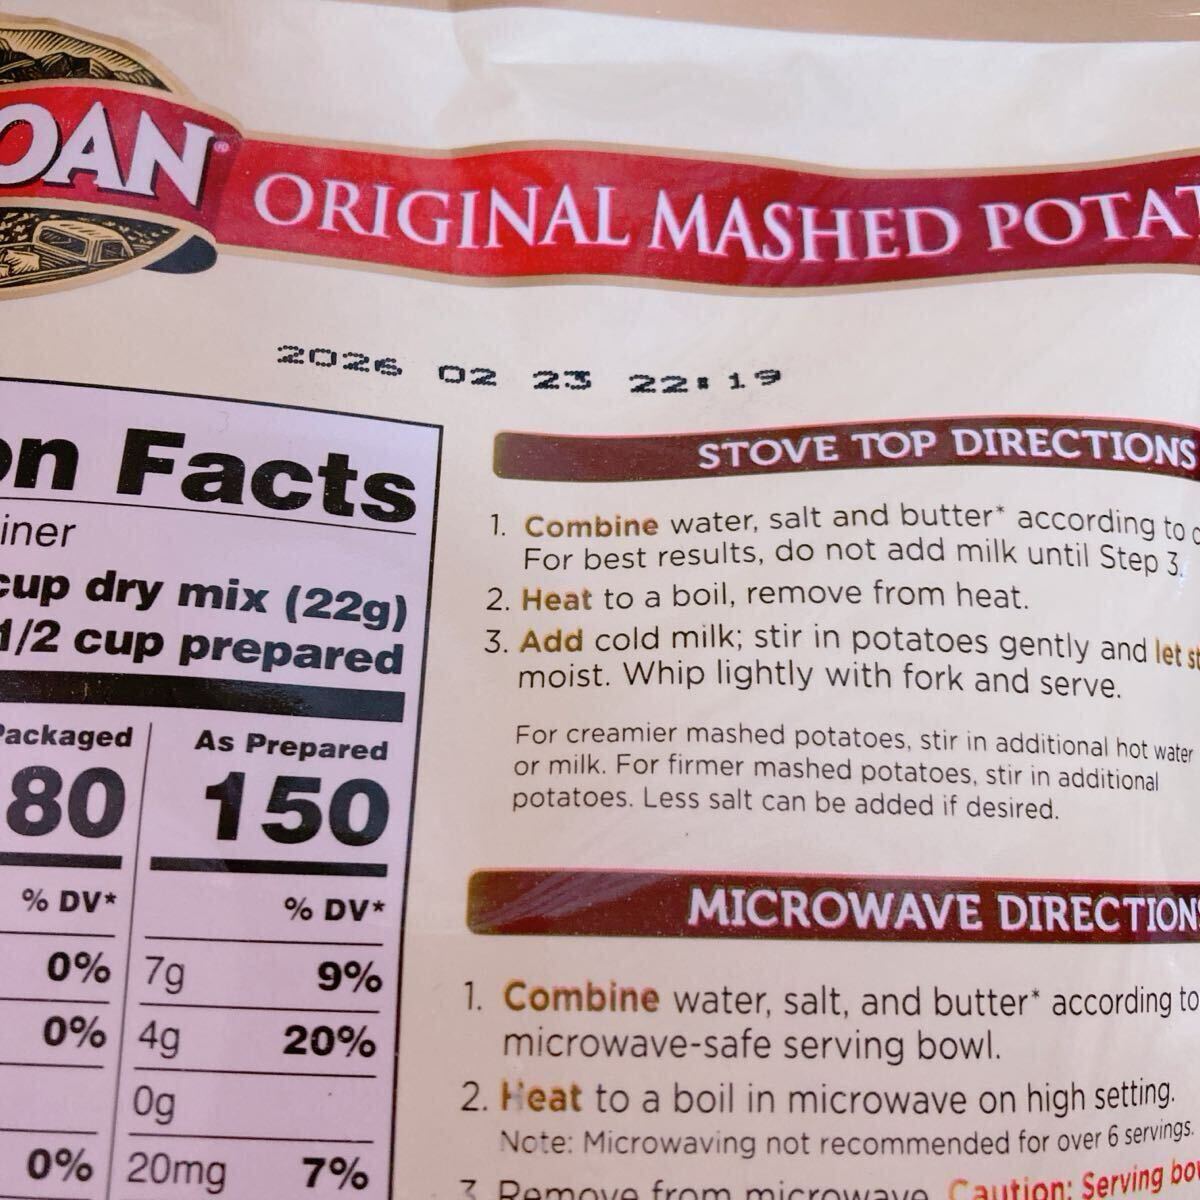 OAN®
ORIGINAL MASHED POTAT
2026 02 23 22:19
on Facts
iner
cup dry mix (22g)
1/2 cup prepared
Packaged As Prepared
80 150
% DV* % DV*
0% 7g 9%
0% 4g 20%
0g
0% 20mg 7%
STOVE TOP DIRECTIONS
1. Combine water, salt and butter* according to
For best results, do not add milk until Step 3.
2. Heat to a boil, remove from heat.
3. Add cold milk; stir in potatoes gently and let st
moist. Whip lightly with fork and serve.
For creamier mashed potatoes, stir in additional hot water
or milk. For firmer mashed potatoes, stir in additional
potatoes. Less salt can be added if desired.
MICROWAVE DIRECTIONS
1. Combine water, salt, and butter* according to
microwave-safe serving bowl.
2. Heat to a boil in microwave on high setting.
Note: Microwaving not recommended for over 6 servings.
3. Remove from microwave. Caution: Serving bow